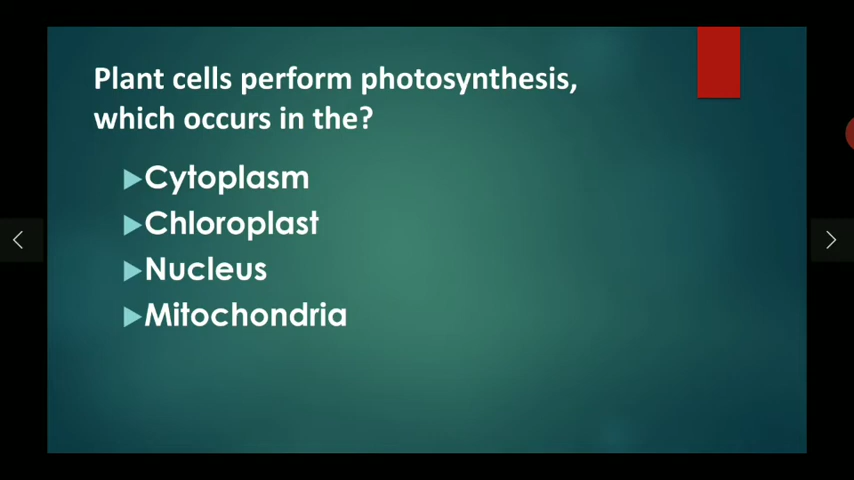 Plant cells perform photosynthesis,
which occurs in the?
Cytoplasm
Chloroplast
Nucleus
Mitochondria